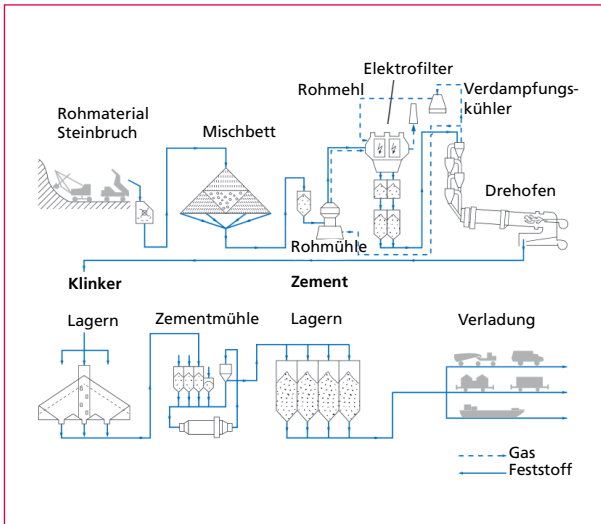 Elektrofilter
Rohmehl
Verdampfungs-
kühler
Rohmaterial
Steinbruch
Mischbett
Drehofen
Rohmühle
Klinker
Zement
Lagern
Zementmühle
Lagern
Verladung
Gas
Feststoff